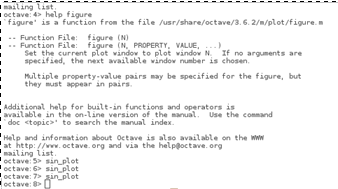 mailing list.
octave:4> help figure
`figure' is a function from the file /usr/share/octave/3.6.2/m/plot/figure.m
-- Function File: figure (N)
-- Function File: figure (N, PROPERTY, VALUE, ...)
Set the current plot window to plot window N. If no arguments are
specified, the next available window number is chosen.
Multiple property-value pairs may be specified for the figure, but
they must appear in pairs.
Additional help for built-in functions and operators is
available in the on-line version of the manual. Use the command
`doc <topic>' to search the manual index.
Help and information about Octave is also available on the WWW
at http://www.octave.org and via the help@octave.org
mailing list.
octave:5> sin_plot
octave:6> sin_plot
octave:7> sin_plot
octave:8>